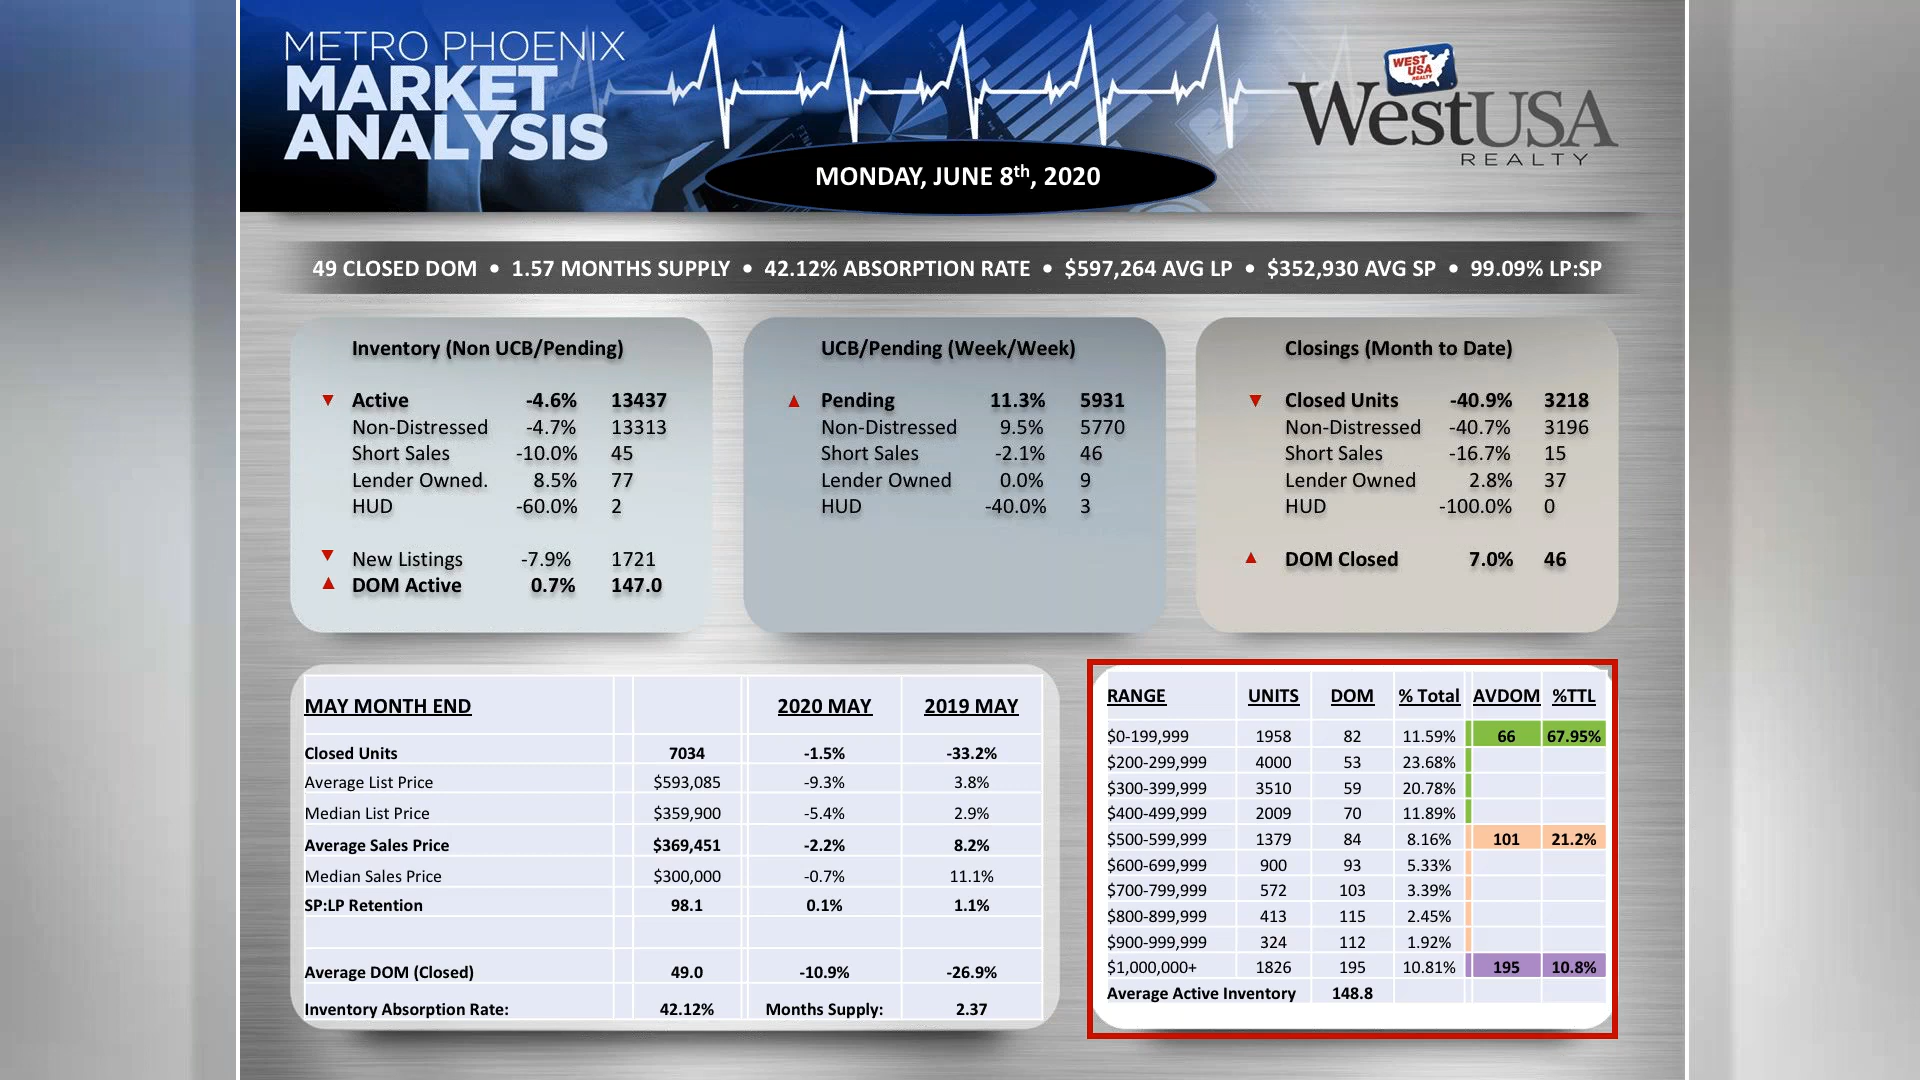 METRO PHOENIX
MARKET
ANALYSIS
WEST
USA
REALTY
WestUSA
REALTY
MONDAY, JUNE 8th, 2020
49 CLOSED DOM • 1.57 MONTHS SUPPLY • 42.12% ABSORPTION RATE • $597,264 AVG LP • $352,930 AVG SP • 99.09% LP:SP
Inventory (Non UCB/Pending)
▼ Active -4.6% 13437
Non-Distressed -4.7% 13313
Short Sales -10.0% 45
Lender Owned. 8.5% 77
HUD -60.0% 2
▼ New Listings -7.9% 1721
▲ DOM Active 0.7% 147.0
UCB/Pending (Week/Week)
▲ Pending 11.3% 5931
Non-Distressed 9.5% 5770
Short Sales -2.1% 46
Lender Owned 0.0% 9
HUD -40.0% 3
Closings (Month to Date)
▼ Closed Units -40.9% 3218
Non-Distressed -40.7% 3196
Short Sales -16.7% 15
Lender Owned 2.8% 37
HUD -100.0% 0
▲ DOM Closed 7.0% 46
MAY MONTH END 2020 MAY 2019 MAY
Closed Units 7034 -1.5% -33.2%
Average List Price $593,085 -9.3% 3.8%
Median List Price $359,900 -5.4% 2.9%
Average Sales Price $369,451 -2.2% 8.2%
Median Sales Price $300,000 -0.7% 11.1%
SP:LP Retention 98.1 0.1% 1.1%
Average DOM (Closed) 49.0 -10.9% -26.9%
Inventory Absorption Rate: 42.12% Months Supply: 2.37
RANGE UNITS DOM % Total AVDOM %TTL
$0-199,999 1958 82 11.59% 66 67.95%
$200-299,999 4000 53 23.68%
$300-399,999 3510 59 20.78%
$400-499,999 2009 70 11.89%
$500-599,999 1379 84 8.16% 101 21.2%
$600-699,999 900 93 5.33%
$700-799,999 572 103 3.39%
$800-899,999 413 115 2.45%
$900-999,999 324 112 1.92%
$1,000,000+ 1826 195 10.81% 195 10.8%
Average Active Inventory 148.8